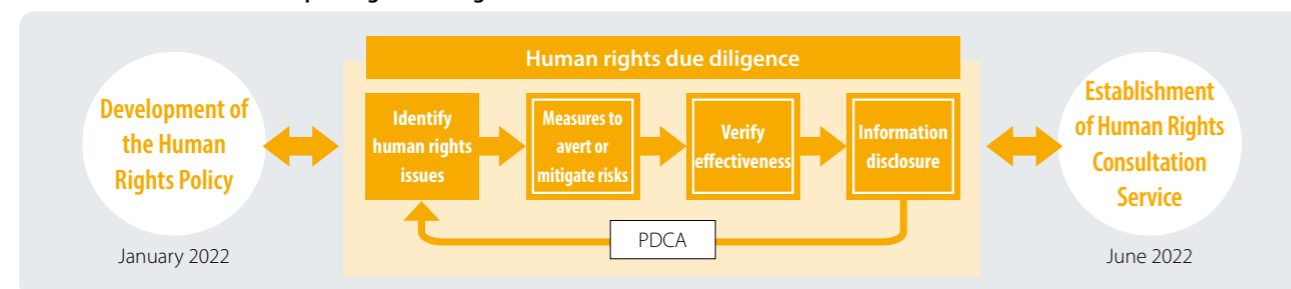 Human rights due diligence
Development of
the Human
Rights Policy
January 2022
Identify
human rights
issues
Measures to
avert or
mitigate risks
Verify
effectiveness
Information
disclosure
PDCA
Establishment
of Human Rights
Consultation
Service
June 2022